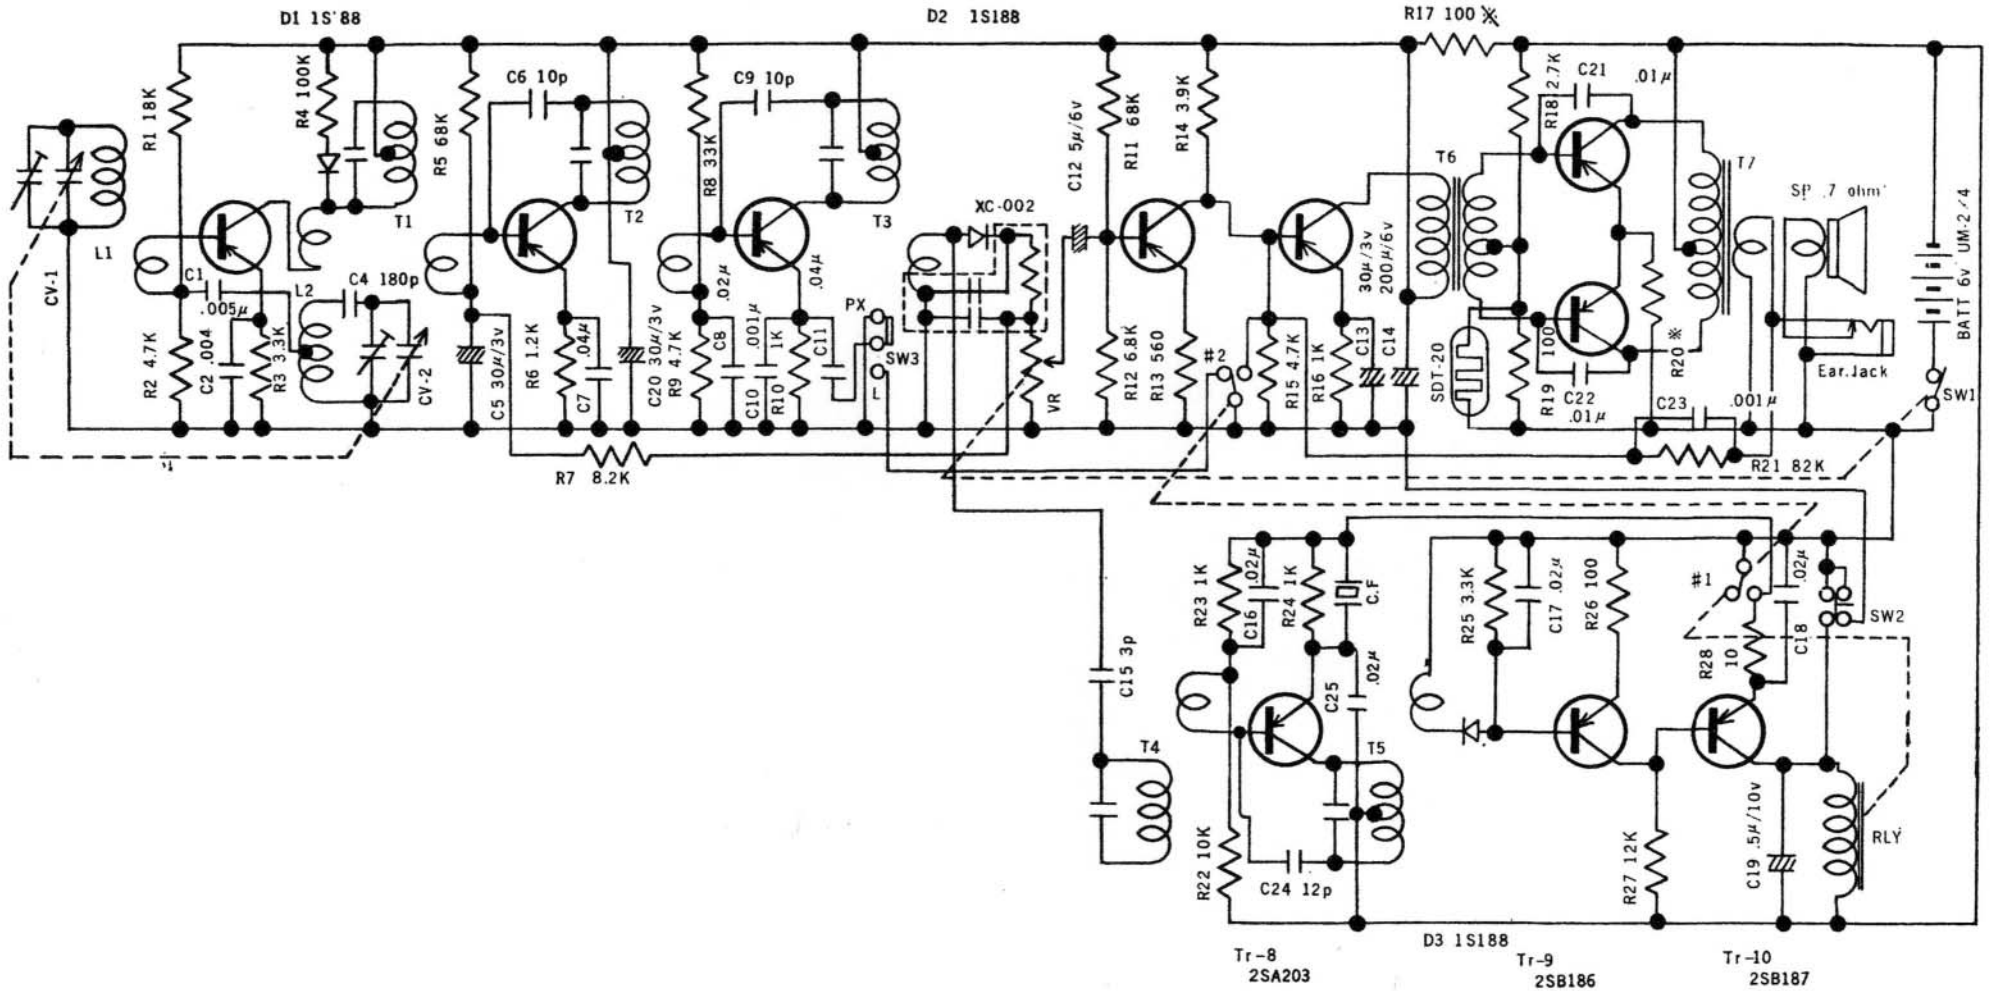 D1 1S'88
D2 1S188
R17 100 ※
R1 18K
R4 100K
R5 68K
C6 10p
R8 33K
C9 10p
C12 5μ/6v
R11 68K
R14 3.9K
R18 2.7K
C21
.01μ
T1
T2
T3
T6
T7
SP .7 ohm
BATT 6v UM-2 /4
L1
CV-1
C1
.005μ
L2
C4 180p
CV-2
R2 4.7K
C2 .004
R3 3.3K
C5 30μ/3v
R6 1.2K
C7 .04μ
C20 30μ/3v
R9 4.7K
.02μ
C8
C10 .001μ
R10 1K
.04μ
C11
PX
SW3
L
XC-002
VR
R12 6.8K
R13 560
#2
R15 4.7K
R16 1K
30μ/3v
C13
200μ/6v
C14
SDT-20
R19 100
C22
.01μ
R20 ※
C23
.001μ
Ear.Jack
SW1
R7 8.2K
R21 82K
C15 3p
T4
R23 1K
C16 .02μ
R24 1K
C.F
R25 3.3K
C17 .02μ
R26 100
#1
.02μ
C18
SW2
R28 10
C25 .02μ
T5
R22 10K
C24 12p
R27 12K
C19 .5μ/10v
RLY
D3 1S188
Tr-8
2SA203
Tr-9
2SB186
Tr-10
2SB187